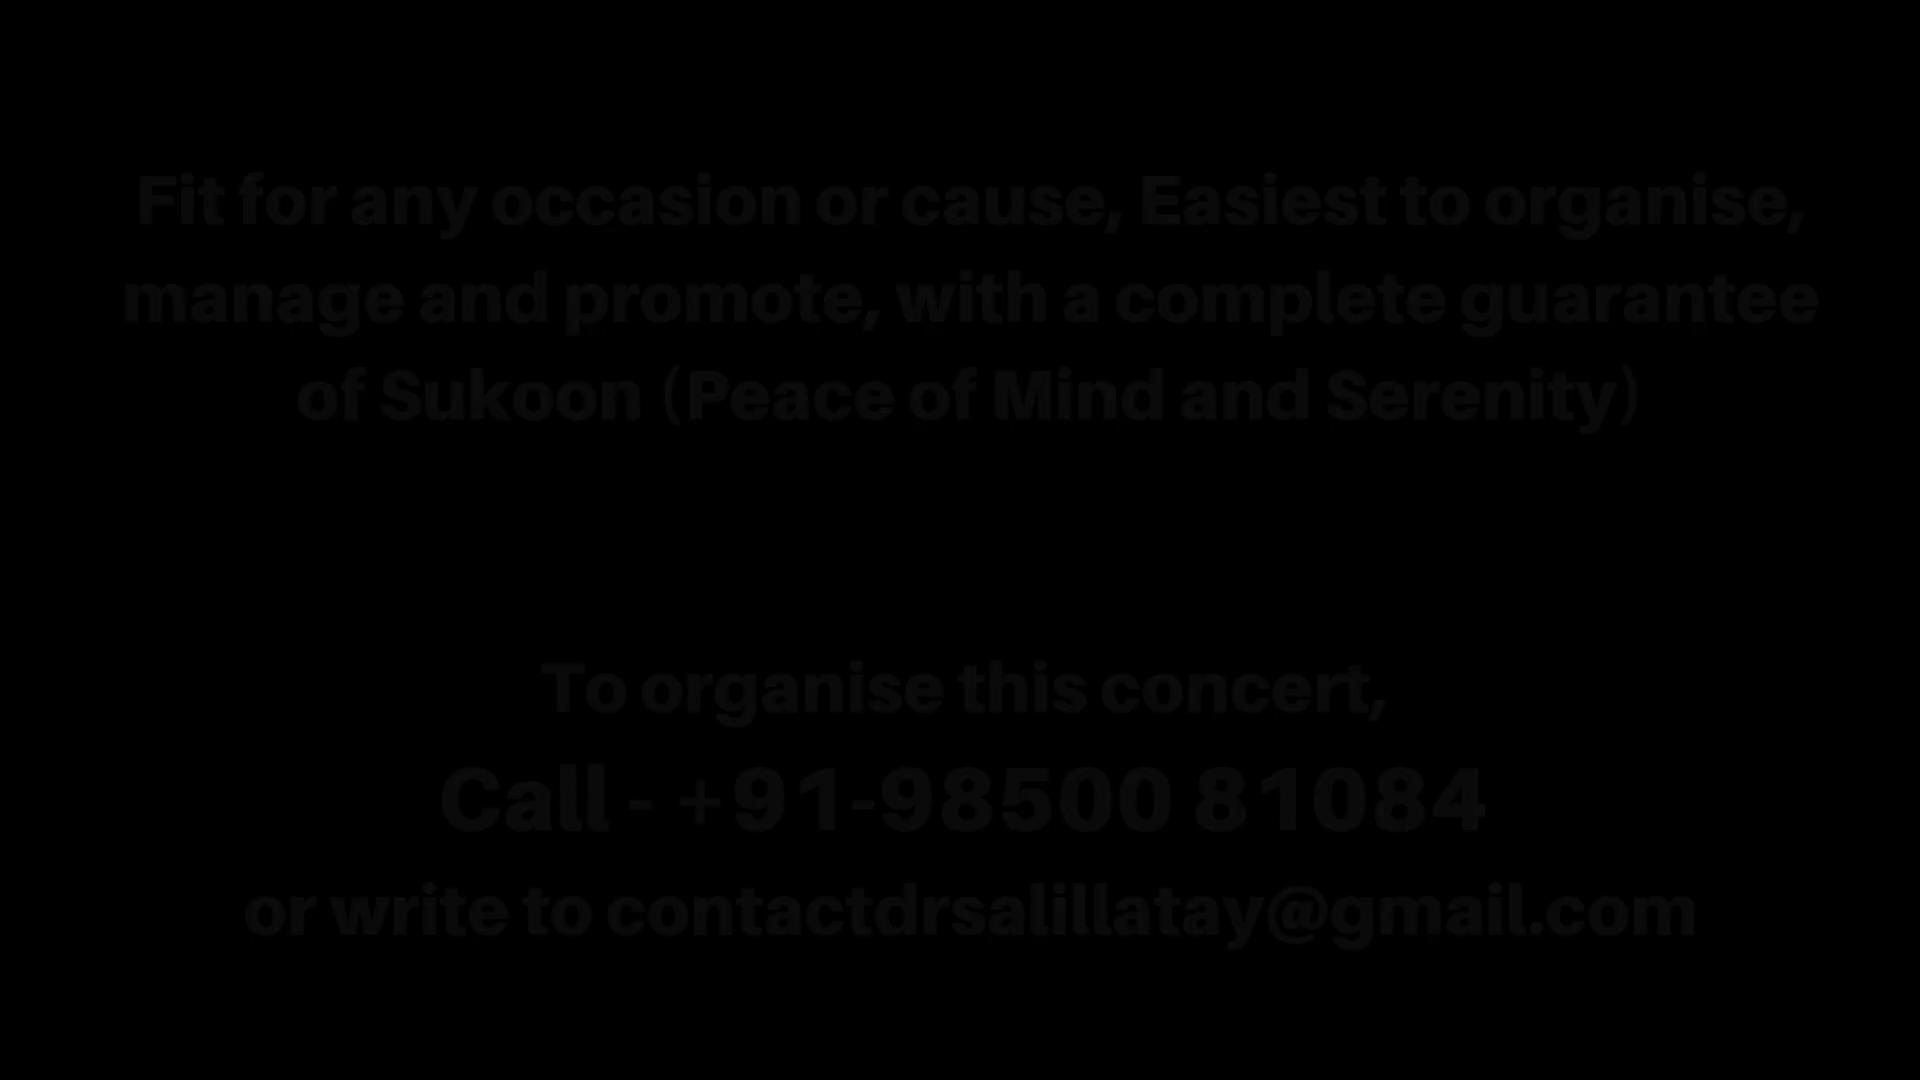 Fit for any occasion or cause, Easiest to organise,
manage and promote, with a complete guarantee
of Sukoon (Peace of Mind and Serenity)
To organise this concert,
Call - +91-98500 81084
or write to contactdrsalillatay@gmail.com